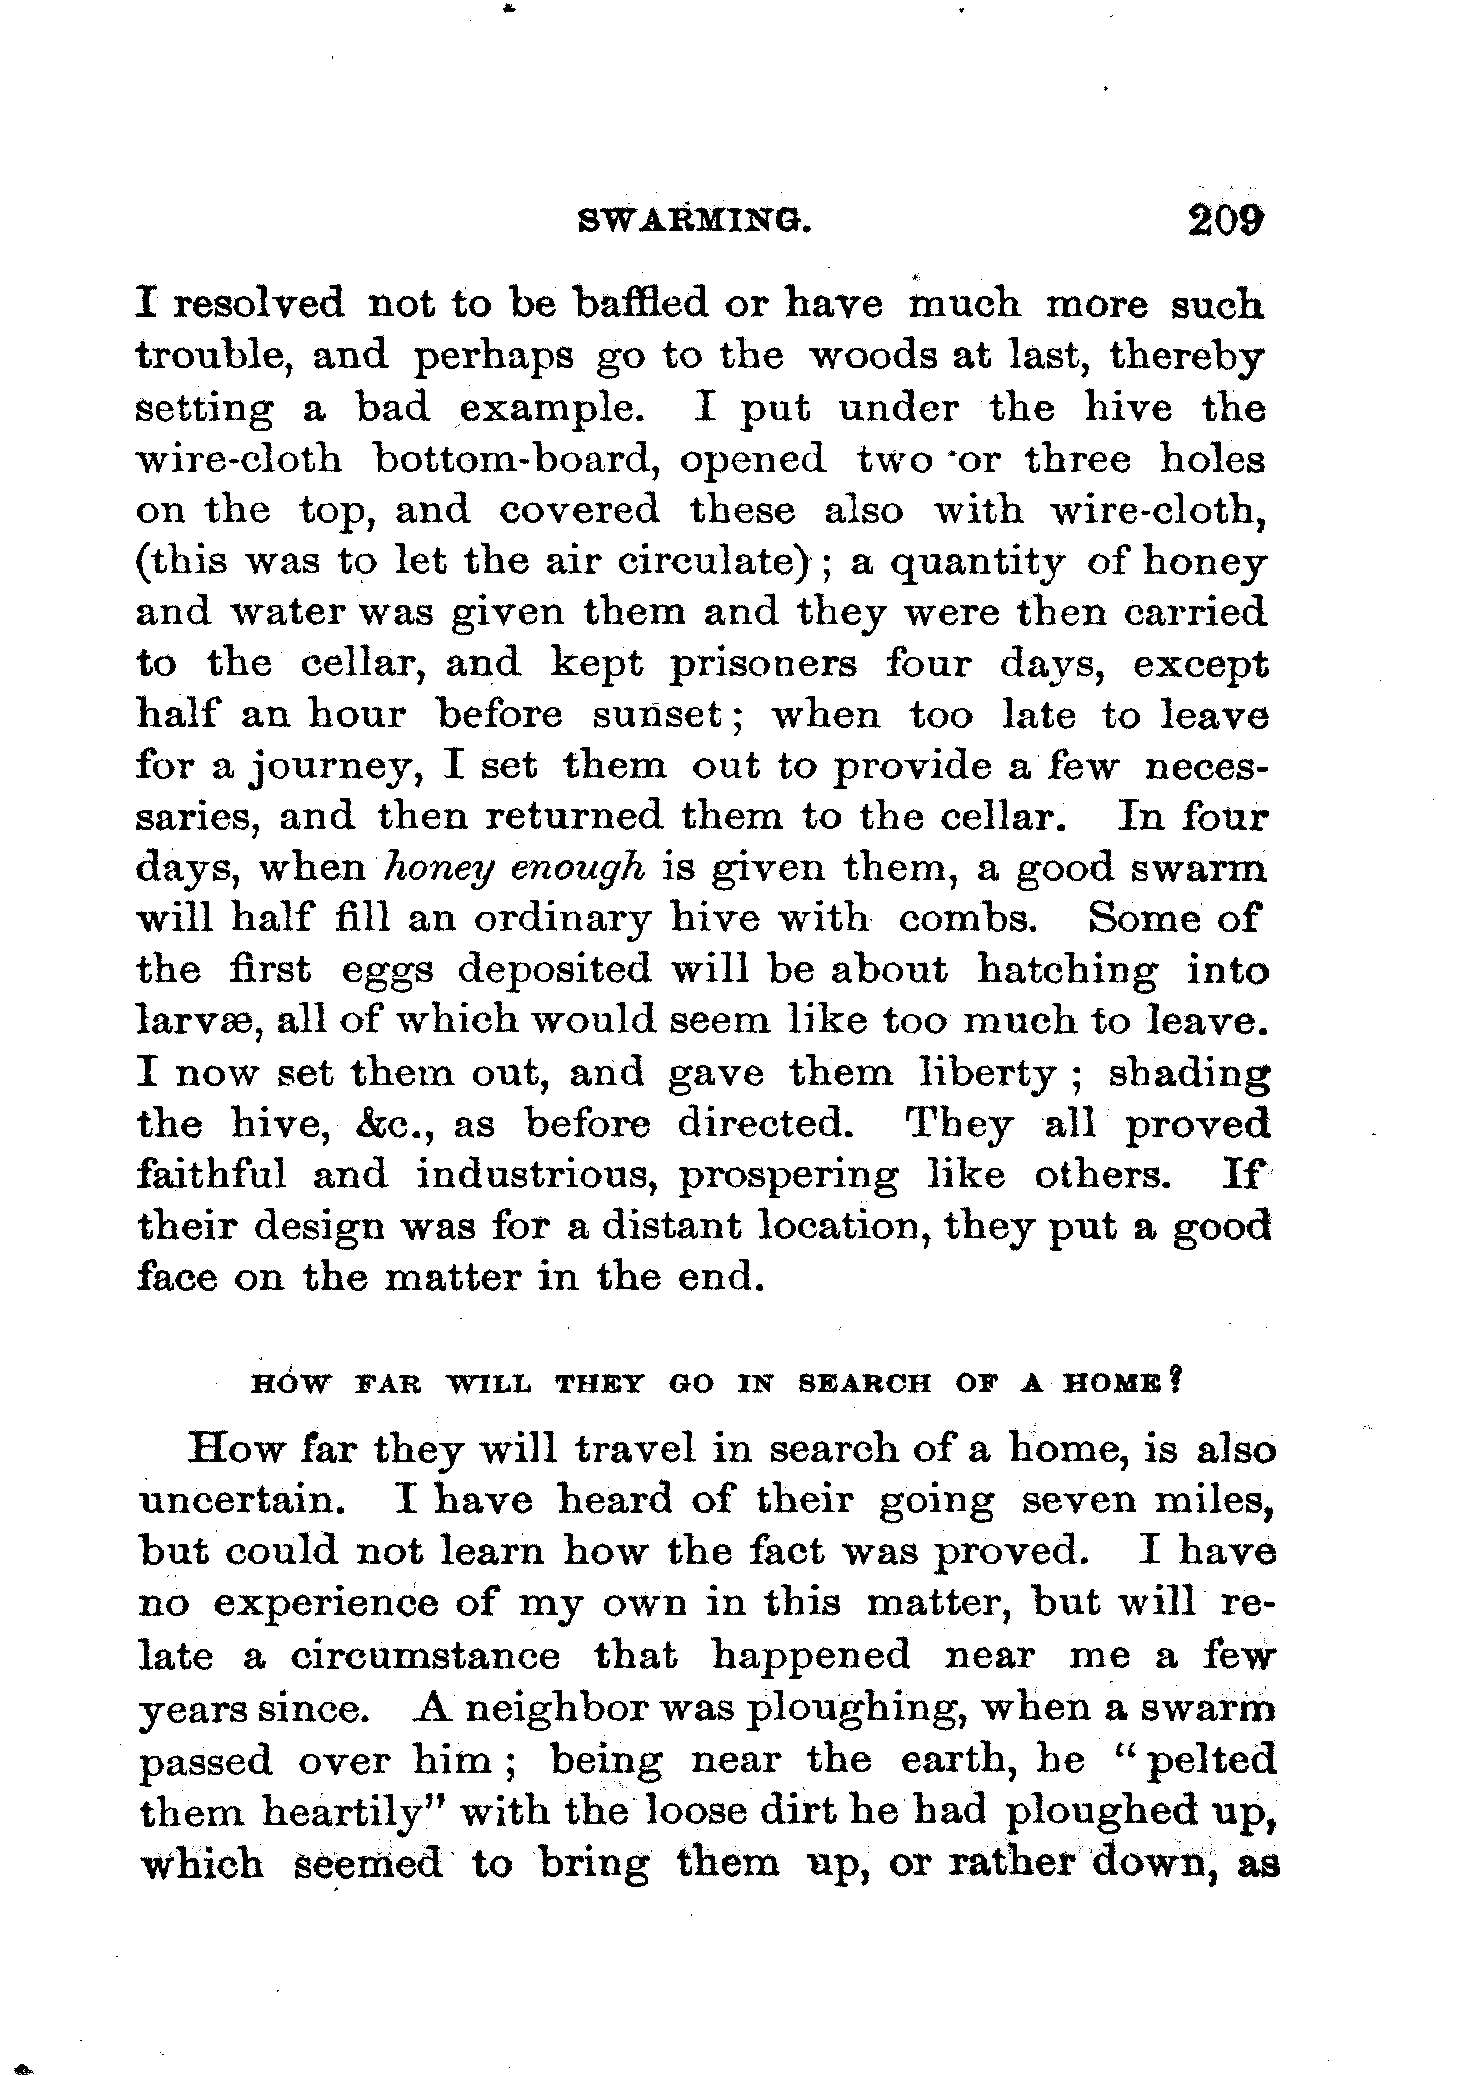 SWARMING. 209
I resolved not to be baffled or have much more such
trouble, and perhaps go to the woods at last, thereby
setting a bad example. I put under the hive the
wire-cloth bottom-board, opened two or three holes
on the top, and covered these also with wire-cloth,
(this was to let the air circulate) ; a quantity of honey
and water was given them and they were then carried
to the cellar, and kept prisoners four days, except
half an hour before sunset ; when too late to leave
for a journey, I set them out to provide a few neces-
saries, and then returned them to the cellar. In four
days, when honey enough is given them, a good swarm
will half fill an ordinary hive with combs. Some of
the first eggs deposited will be about hatching into
larvæ, all of which would seem like too much to leave.
I now set them out, and gave them liberty ; shading
the hive, &c., as before directed. They all proved
faithful and industrious, prospering like others. If
their design was for a distant location, they put a good
face on the matter in the end.
HOW FAR WILL THEY GO IN SEARCH OF A HOME?
How far they will travel in search of a home, is also
uncertain. I have heard of their going seven miles,
but could not learn how the fact was proved. I have
no experience of my own in this matter, but will re-
late a circumstance that happened near me a few
years since. A neighbor was ploughing, when a swarm
passed over him ; being near the earth, he "pelted
them heartily" with the loose dirt he had ploughed up,
which seemed to bring them up, or rather down, as